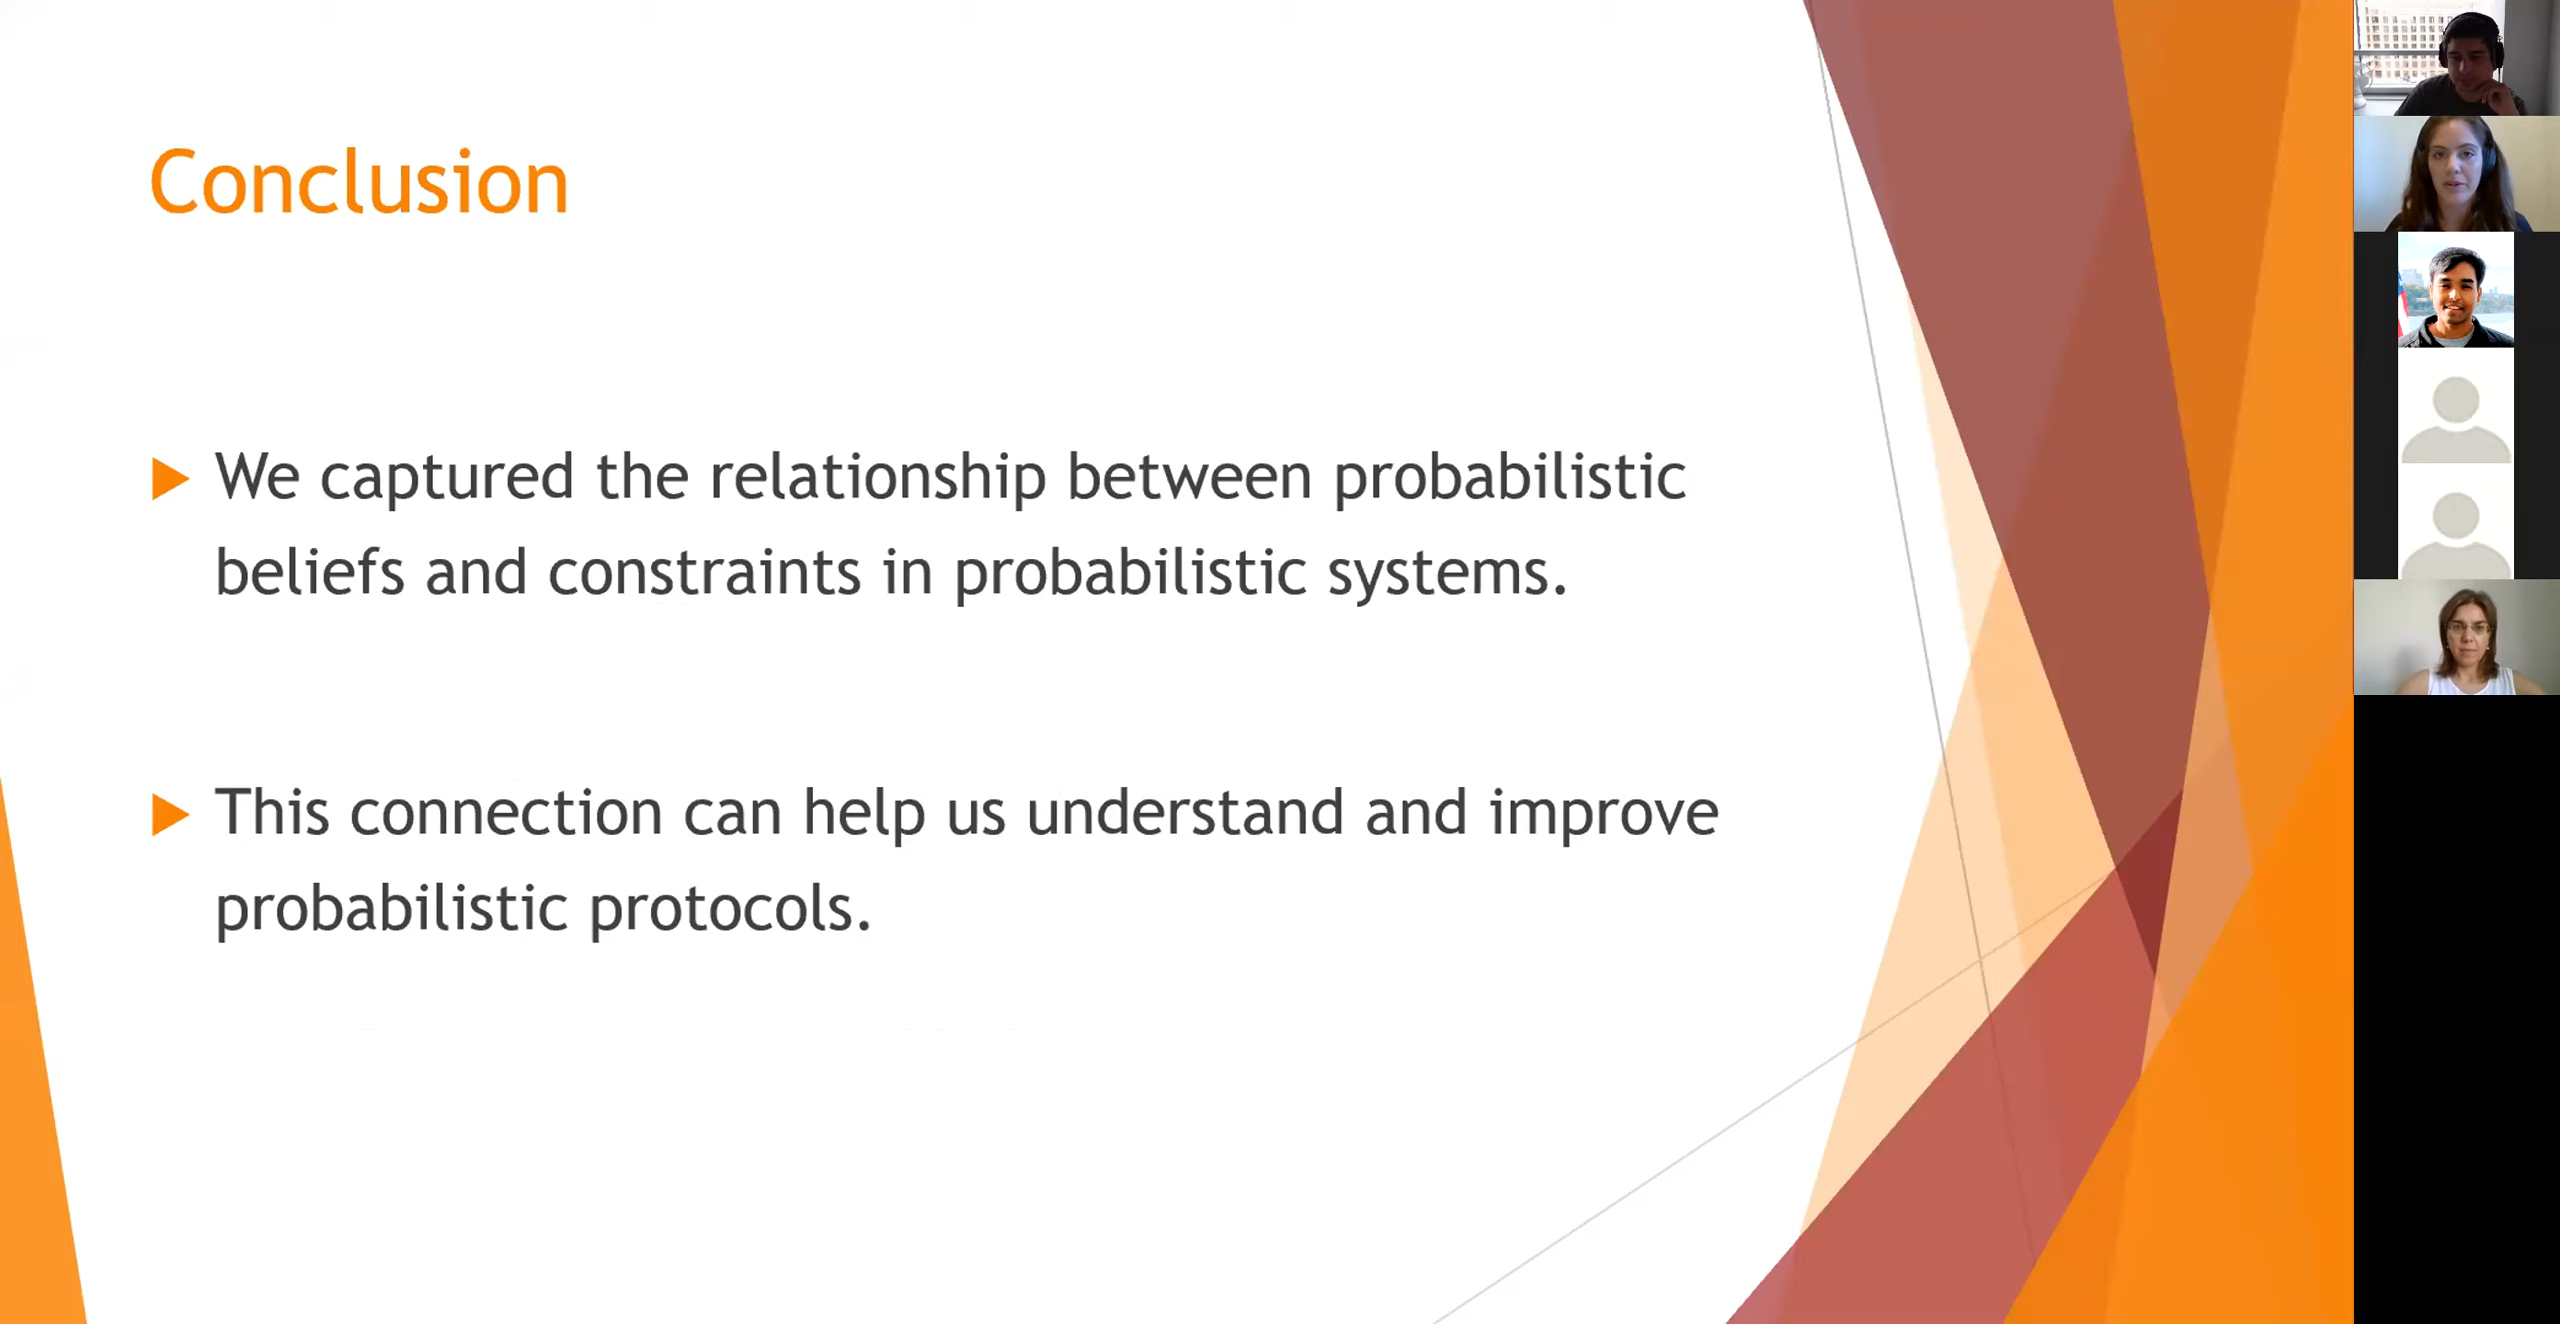 Conclusion
We captured the relationship between probabilistic
beliefs and constraints in probabilistic systems.
This connection can help us understand and improve
probabilistic protocols.